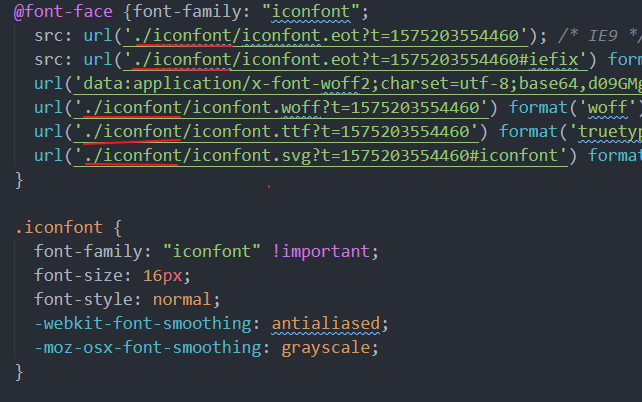 @font-face {font-family: "iconfont";
src: url('./iconfont/iconfont.eot?t=1575203554460'); /* IE9 */
src: url('./iconfont/iconfont.eot?t=1575203554460#iefix') form
url('data:application/x-font-woff2;charset=utf-8;base64,d09GMg
url('./iconfont/iconfont.woff?t=1575203554460') format('woff')
url('./iconfont/iconfont.ttf?t=1575203554460') format('truetyp
url('./iconfont/iconfont.svg?t=1575203554460#iconfont') format
}
.iconfont {
font-family: "iconfont" !important;
font-size: 16px;
font-style: normal;
-webkit-font-smoothing: antialiased;
-moz-osx-font-smoothing: grayscale;
}